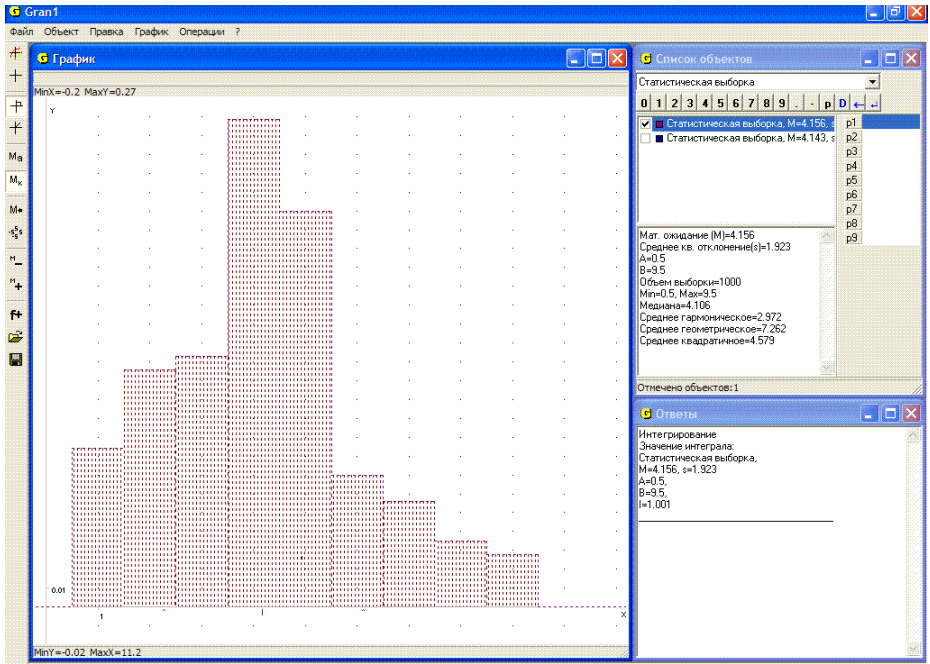 Gran1
Файл Объект Правка График Операции ?
График
MinX=-0.2 MaxY=0.27
Y
0.01
1
X
MinY=-0.02 MaxX=11.2
Ma
Mк
M
M
M
f+
Список объектов
Статистическая выборка
0 1 2 3 4 5 6 7 8 9 . - p D ← ↵
Статистическая выборка, M=4.156, s
Статистическая выборка, M=4.143, s
p1
p2
p3
p4
p5
p6
p7
p8
p9
Мат. ожидание (M)=4.156
Среднее кв. отклонение(s)=1.923
A=0.5
B=9.5
Объем выборки=1000
Min=0.5, Max=9.5
Медиана=4.106
Среднее гармоническое=2.972
Среднее геометрическое=7.262
Среднее квадратичное=4.579
Отмечено объектов:1
Ответы
Интегрирование
Значение интеграла:
Статистическая выборка,
M=4.156, s=1.923
A=0.5,
B=9.5,
I=1.001